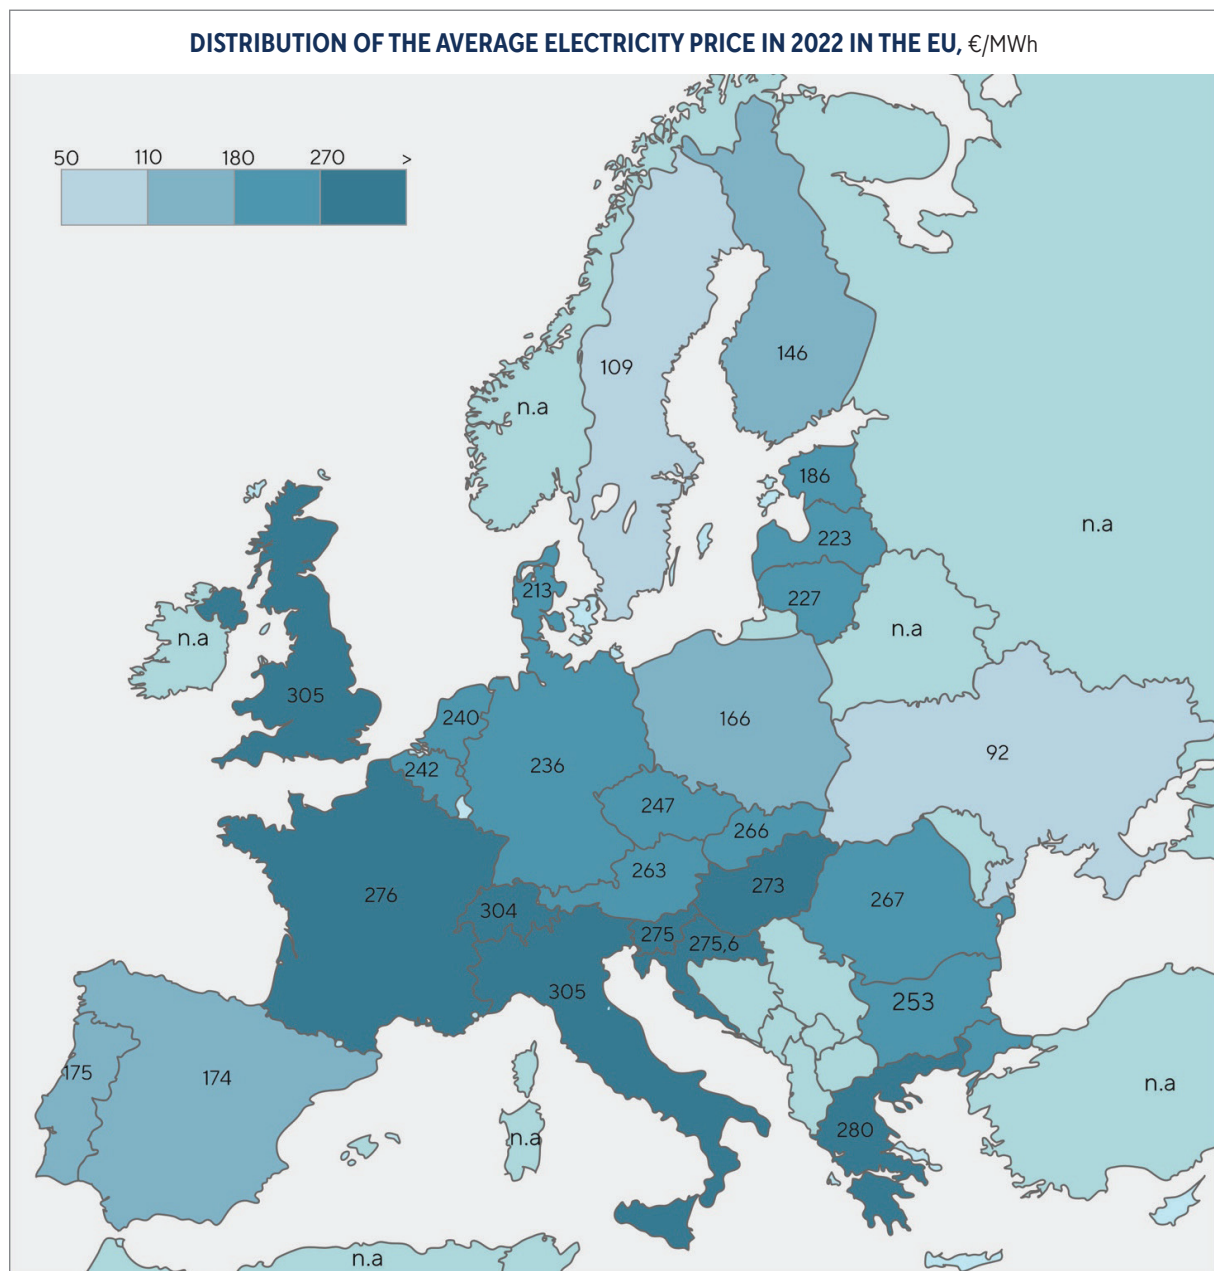 DISTRIBUTION OF THE AVERAGE ELECTRICITY PRICE IN 2022 IN THE EU, €/MWh
50 110 180 270 >
109
146
n.a
186
n.a
223
213
227
n.a
n.a
305
240
166
92
242
236
247
266
263
273
276
267
304
275
275,6
305
253
175
174
n.a
280
n.a
n.a